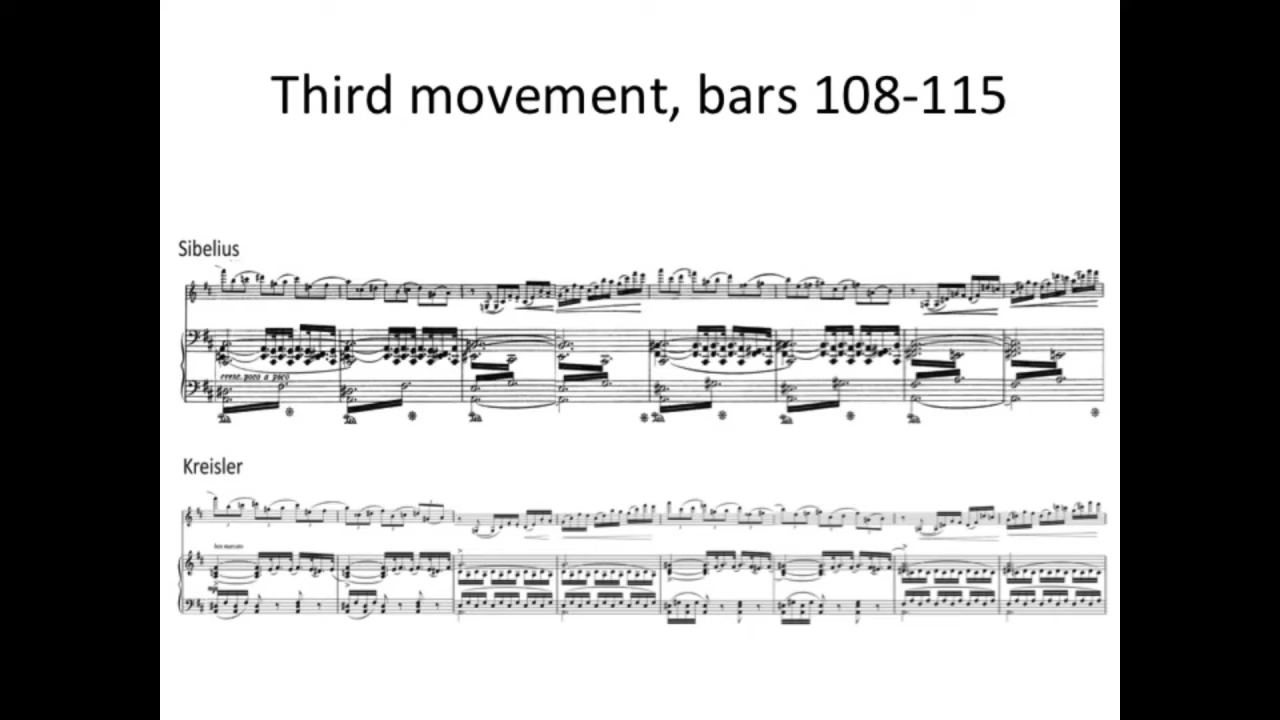 Third movement, bars 108-115
Sibelius
cresc. poco a poco
Kreisler
ben marcato